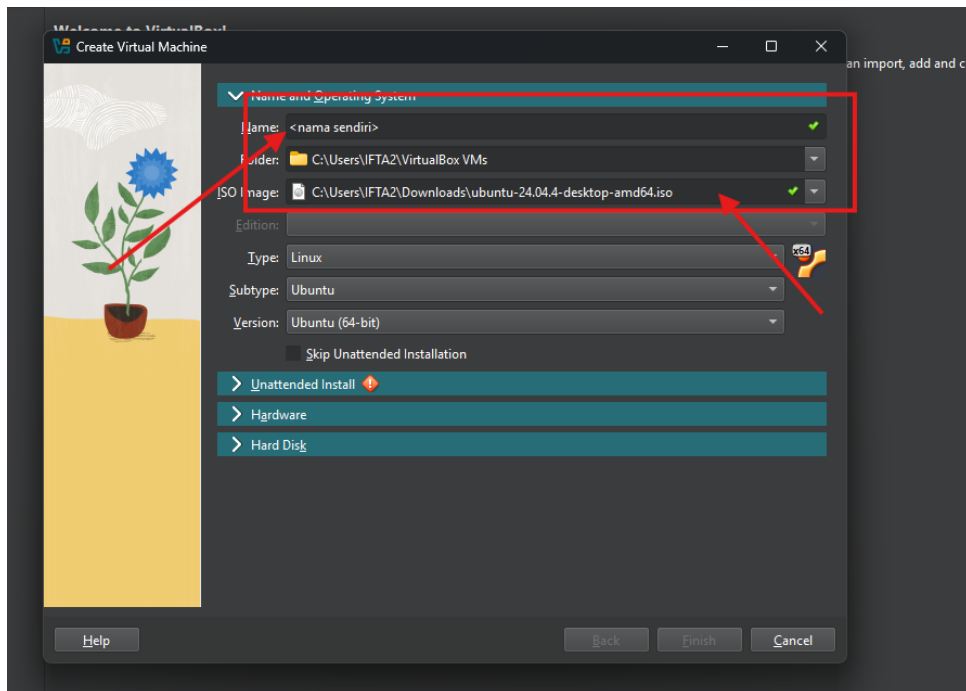 Welcome to VirtualBox!
Create Virtual Machine
an import, add and c
Name and Operating System
Name: <nama sendiri>
Folder: C:\Users\IFTA2\VirtualBox VMs
ISO Image: C:\Users\IFTA2\Downloads\ubuntu-24.04.4-desktop-amd64.iso
Edition:
Type: Linux
x64
Subtype: Ubuntu
Version: Ubuntu (64-bit)
Skip Unattended Installation
Unattended Install
Hardware
Hard Disk
Help
Back
Finish
Cancel